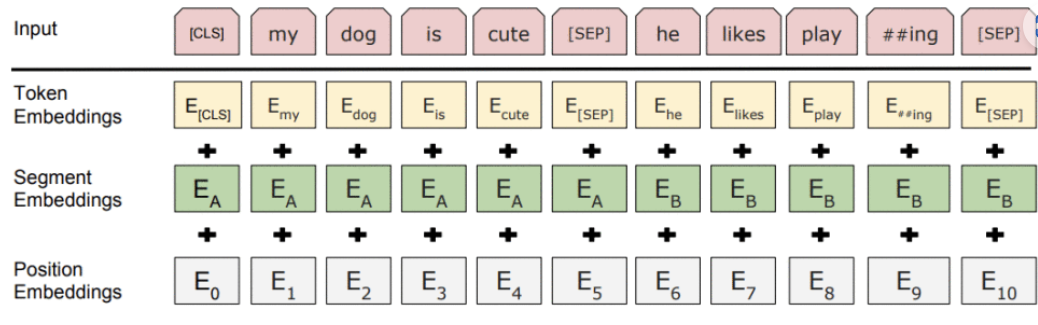 Input [CLS] my dog is cute [SEP] he likes play ##ing [SEP]
Token Embeddings E[CLS] Emy Edog Eis Ecute E[SEP] Ehe Elikes Eplay E##ing E[SEP]
+ + + + + + + + + + +
Segment Embeddings EA EA EA EA EA EA EB EB EB EB EB
+ + + + + + + + + + +
Position Embeddings E0 E1 E2 E3 E4 E5 E6 E7 E8 E9 E10